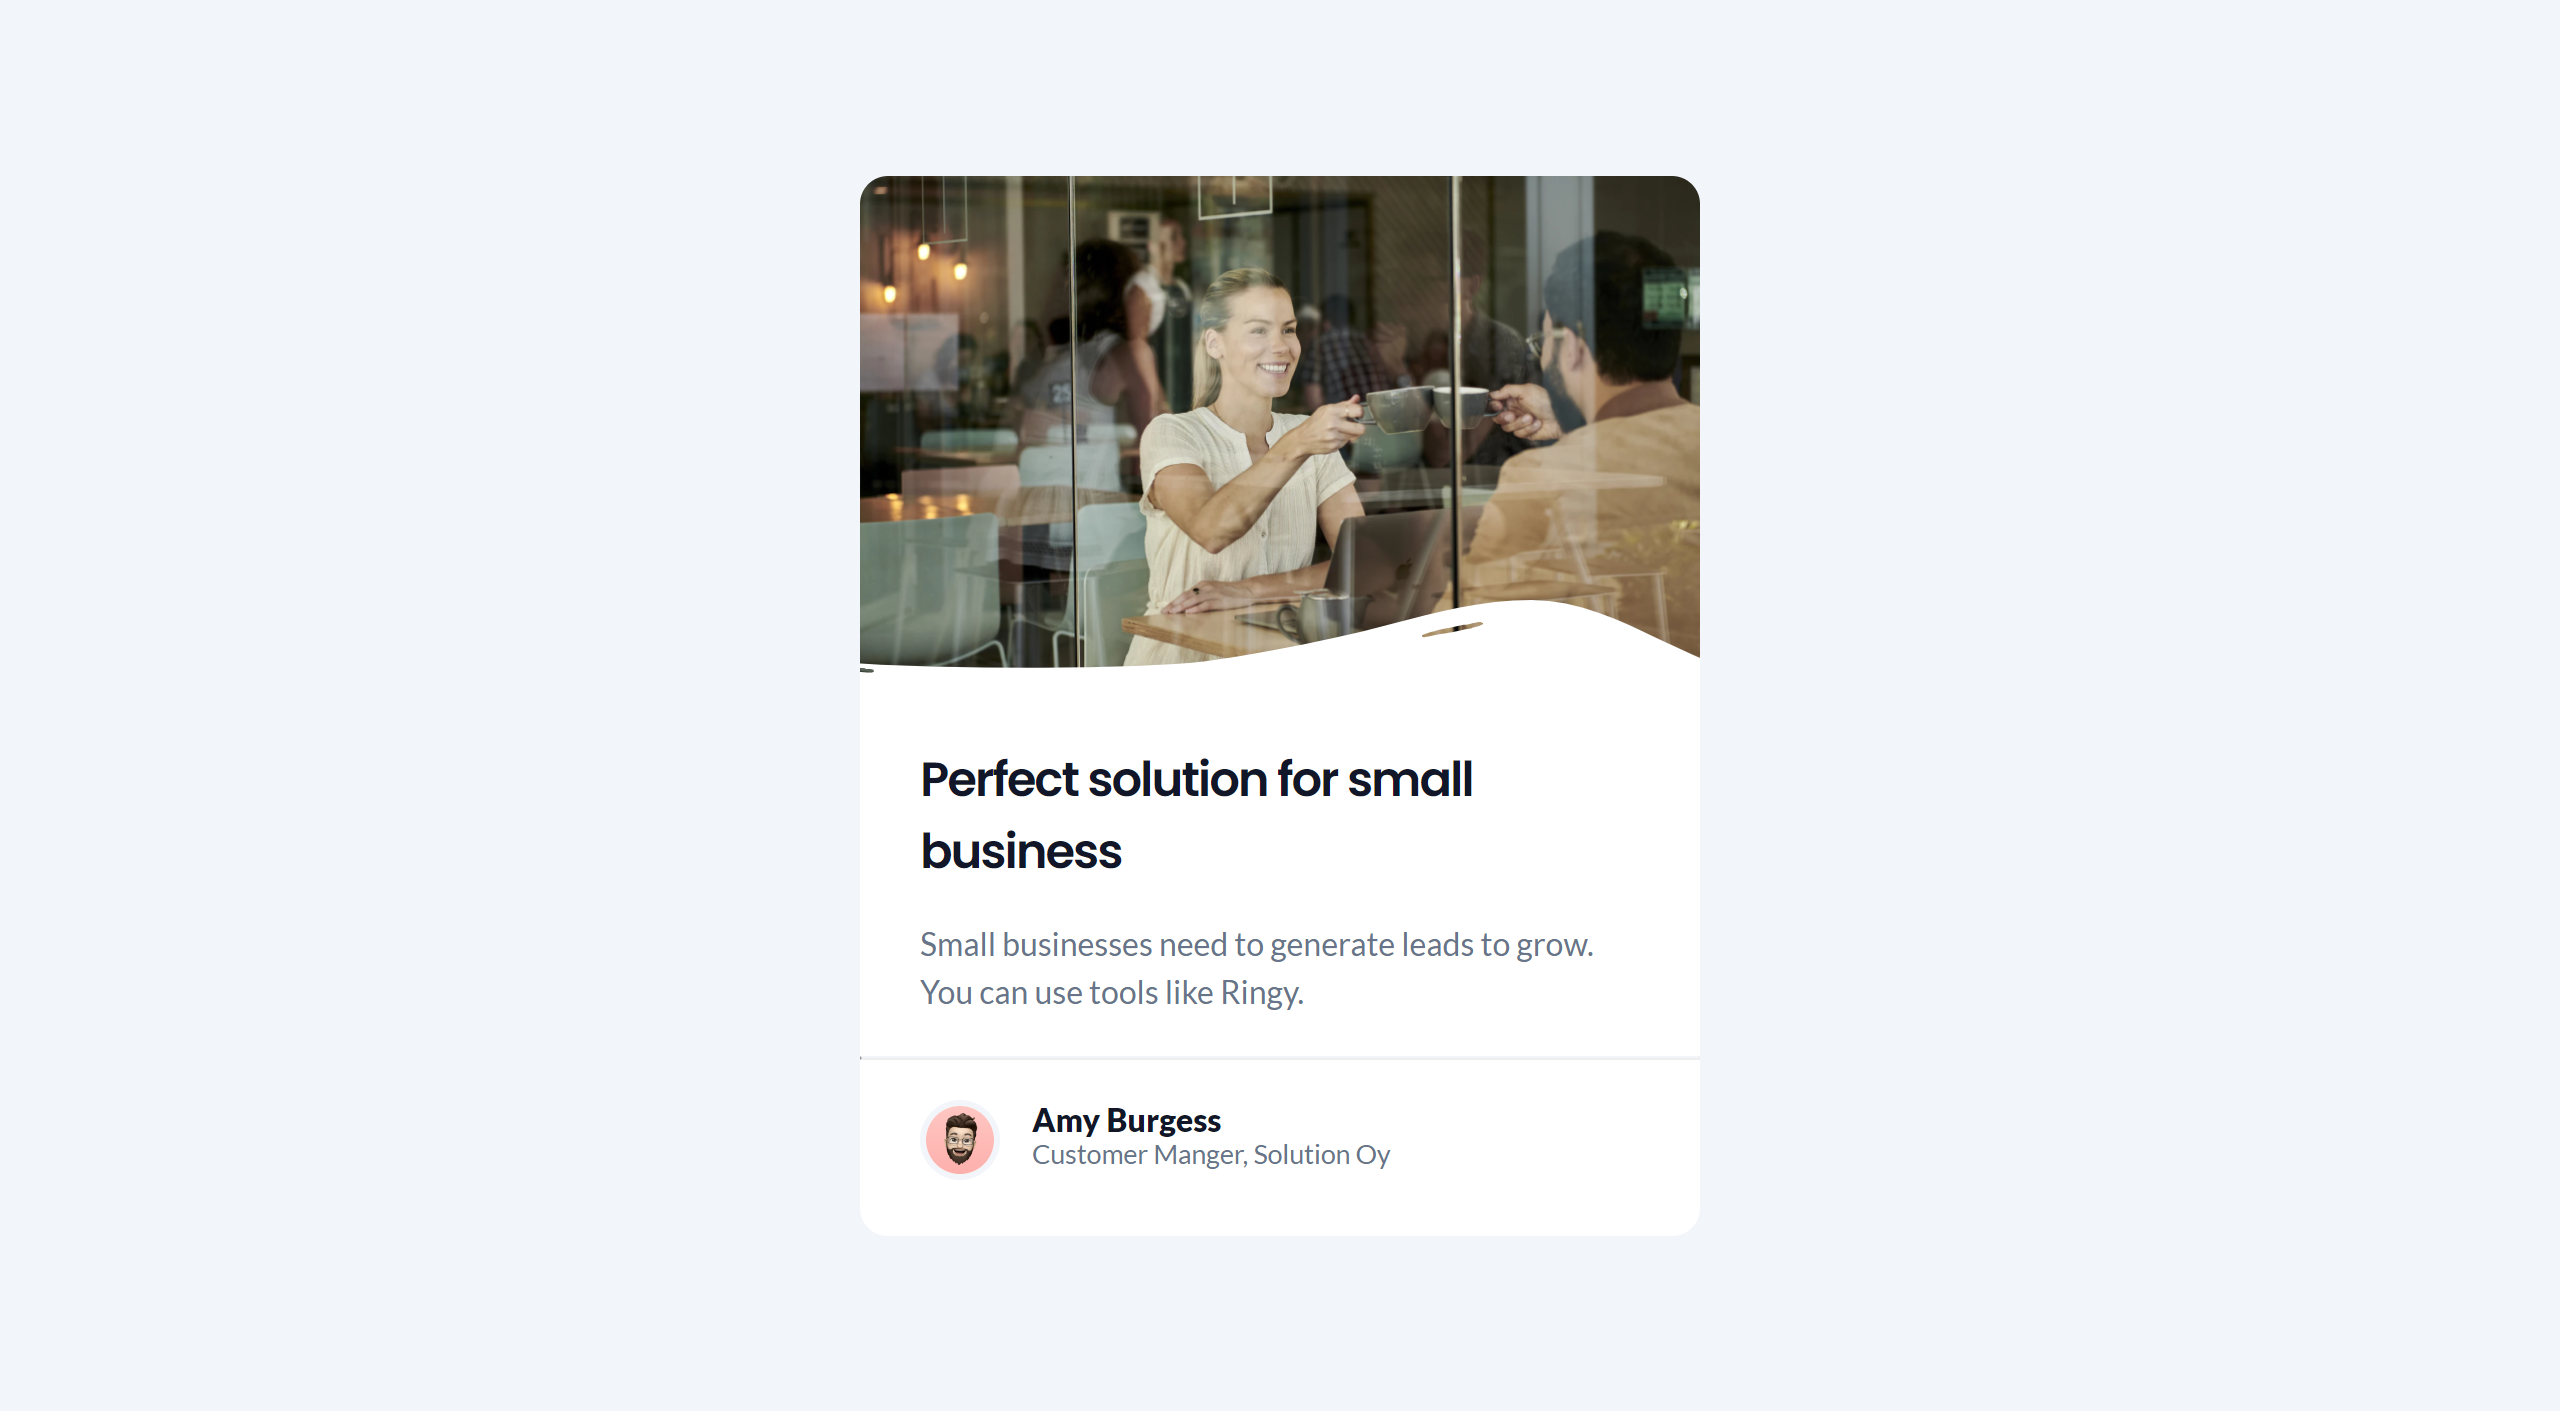 Perfect solution for small
business
Small businesses need to generate leads to grow.
You can use tools like Ringy.
Amy Burgess
Customer Manger, Solution Oy